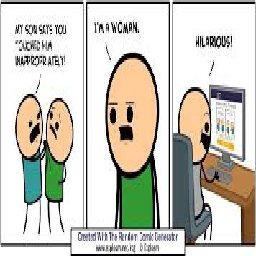 MY SON SAYS YOU
TOUCHED HIM
INAPPROPRIATELY!
I'M A WOMAN.
HILARIOUS!
Created With The Random Comic Generator